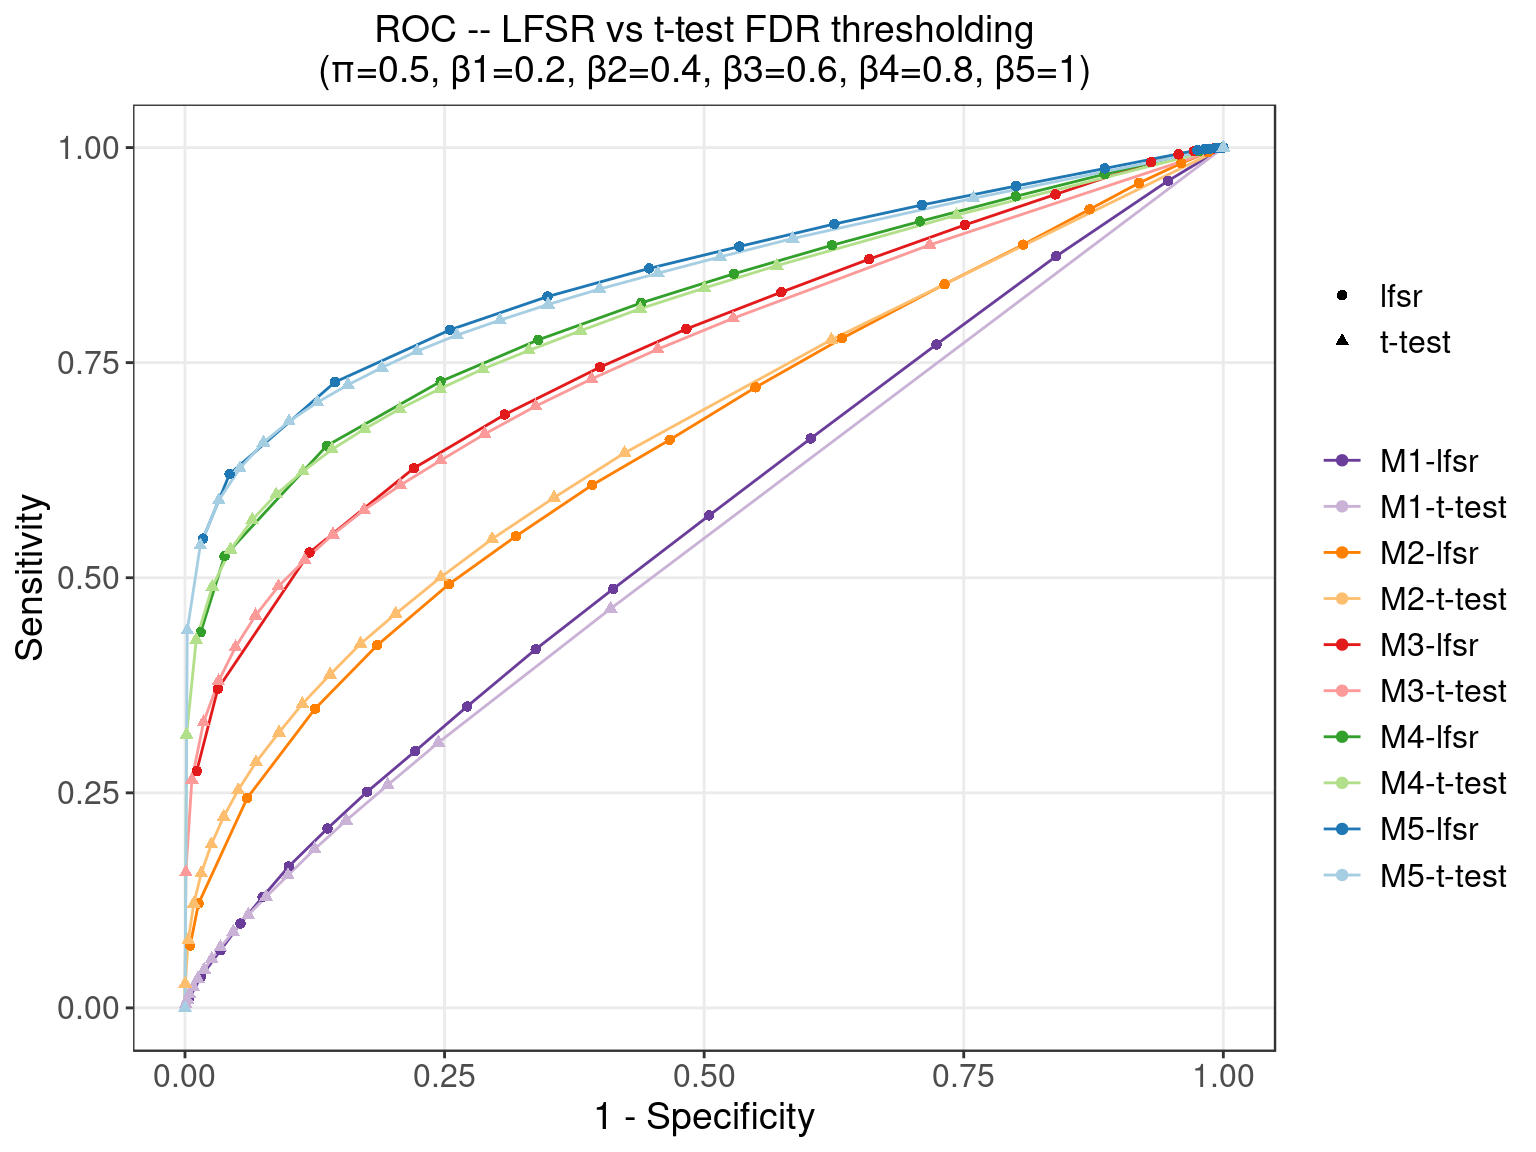 ROC -- LFSR vs t-test FDR thresholding
(π=0.5, β1=0.2, β2=0.4, β3=0.6, β4=0.8, β5=1)
1.00
0.75
0.50
0.25
0.00
Sensitivity
0.00 0.25 0.50 0.75 1.00
1 - Specificity
lfsr
t-test
M1-lfsr
M1-t-test
M2-lfsr
M2-t-test
M3-lfsr
M3-t-test
M4-lfsr
M4-t-test
M5-lfsr
M5-t-test